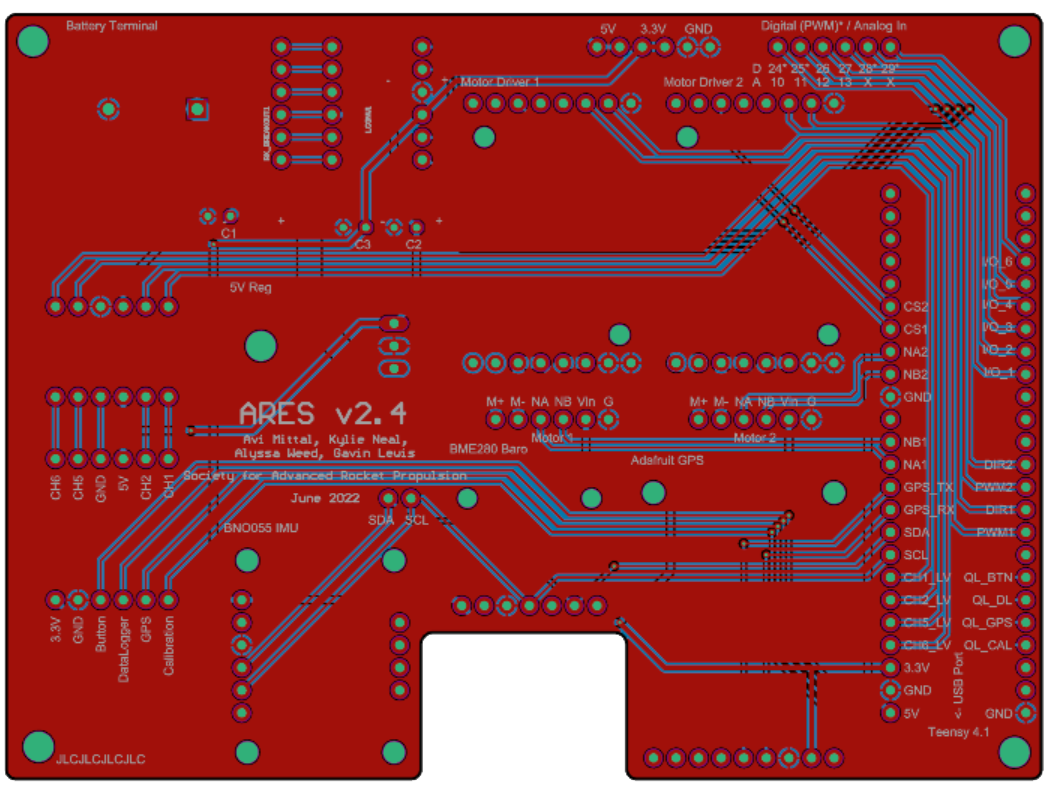 Battery Terminal
5V 3.3V GND
Digital (PWM)* / Analog In
D 24* 25* 26 27 28* 29*
A 10 11 12 13 X X
- +
Motor Driver 1
Motor Driver 2
C1
+
-
C3
C2
+
5V Reg
I/O_6
I/O_4
I/O_3
I/O_2
I/O_1
CS2
CS1
NA2
NB2
GND
NB1
NA1
GPS_TX
GPS_RX
SDA
SCL
CH1_LV
CH2_LV
CH5_LV
CH6_LV
3.3V
GND
5V
DIR2
PWM2
DIR1
PWM1
QL_BTN
QL_DL
QL_GPS
QL_CAL
GND
<- USB Port
Teensy 4.1
M+ M- NA NB Vin G
Motor 1
M+ M- NA NB Vin G
Motor 2
BME280 Baro
Adafruit GPS
ARES v2.4
Avi Mittal, Kylie Neal,
Alyssa Weed, Gavin Lewis
Society for Advanced Rocket Propulsion
June 2022
CH6
CH5
GND
5V
CH2
CH1
SDA SCL
BNO055 IMU
3.3V
GND
Button
DataLogger
GPS
Calibration
JLCJLCJLCJLC